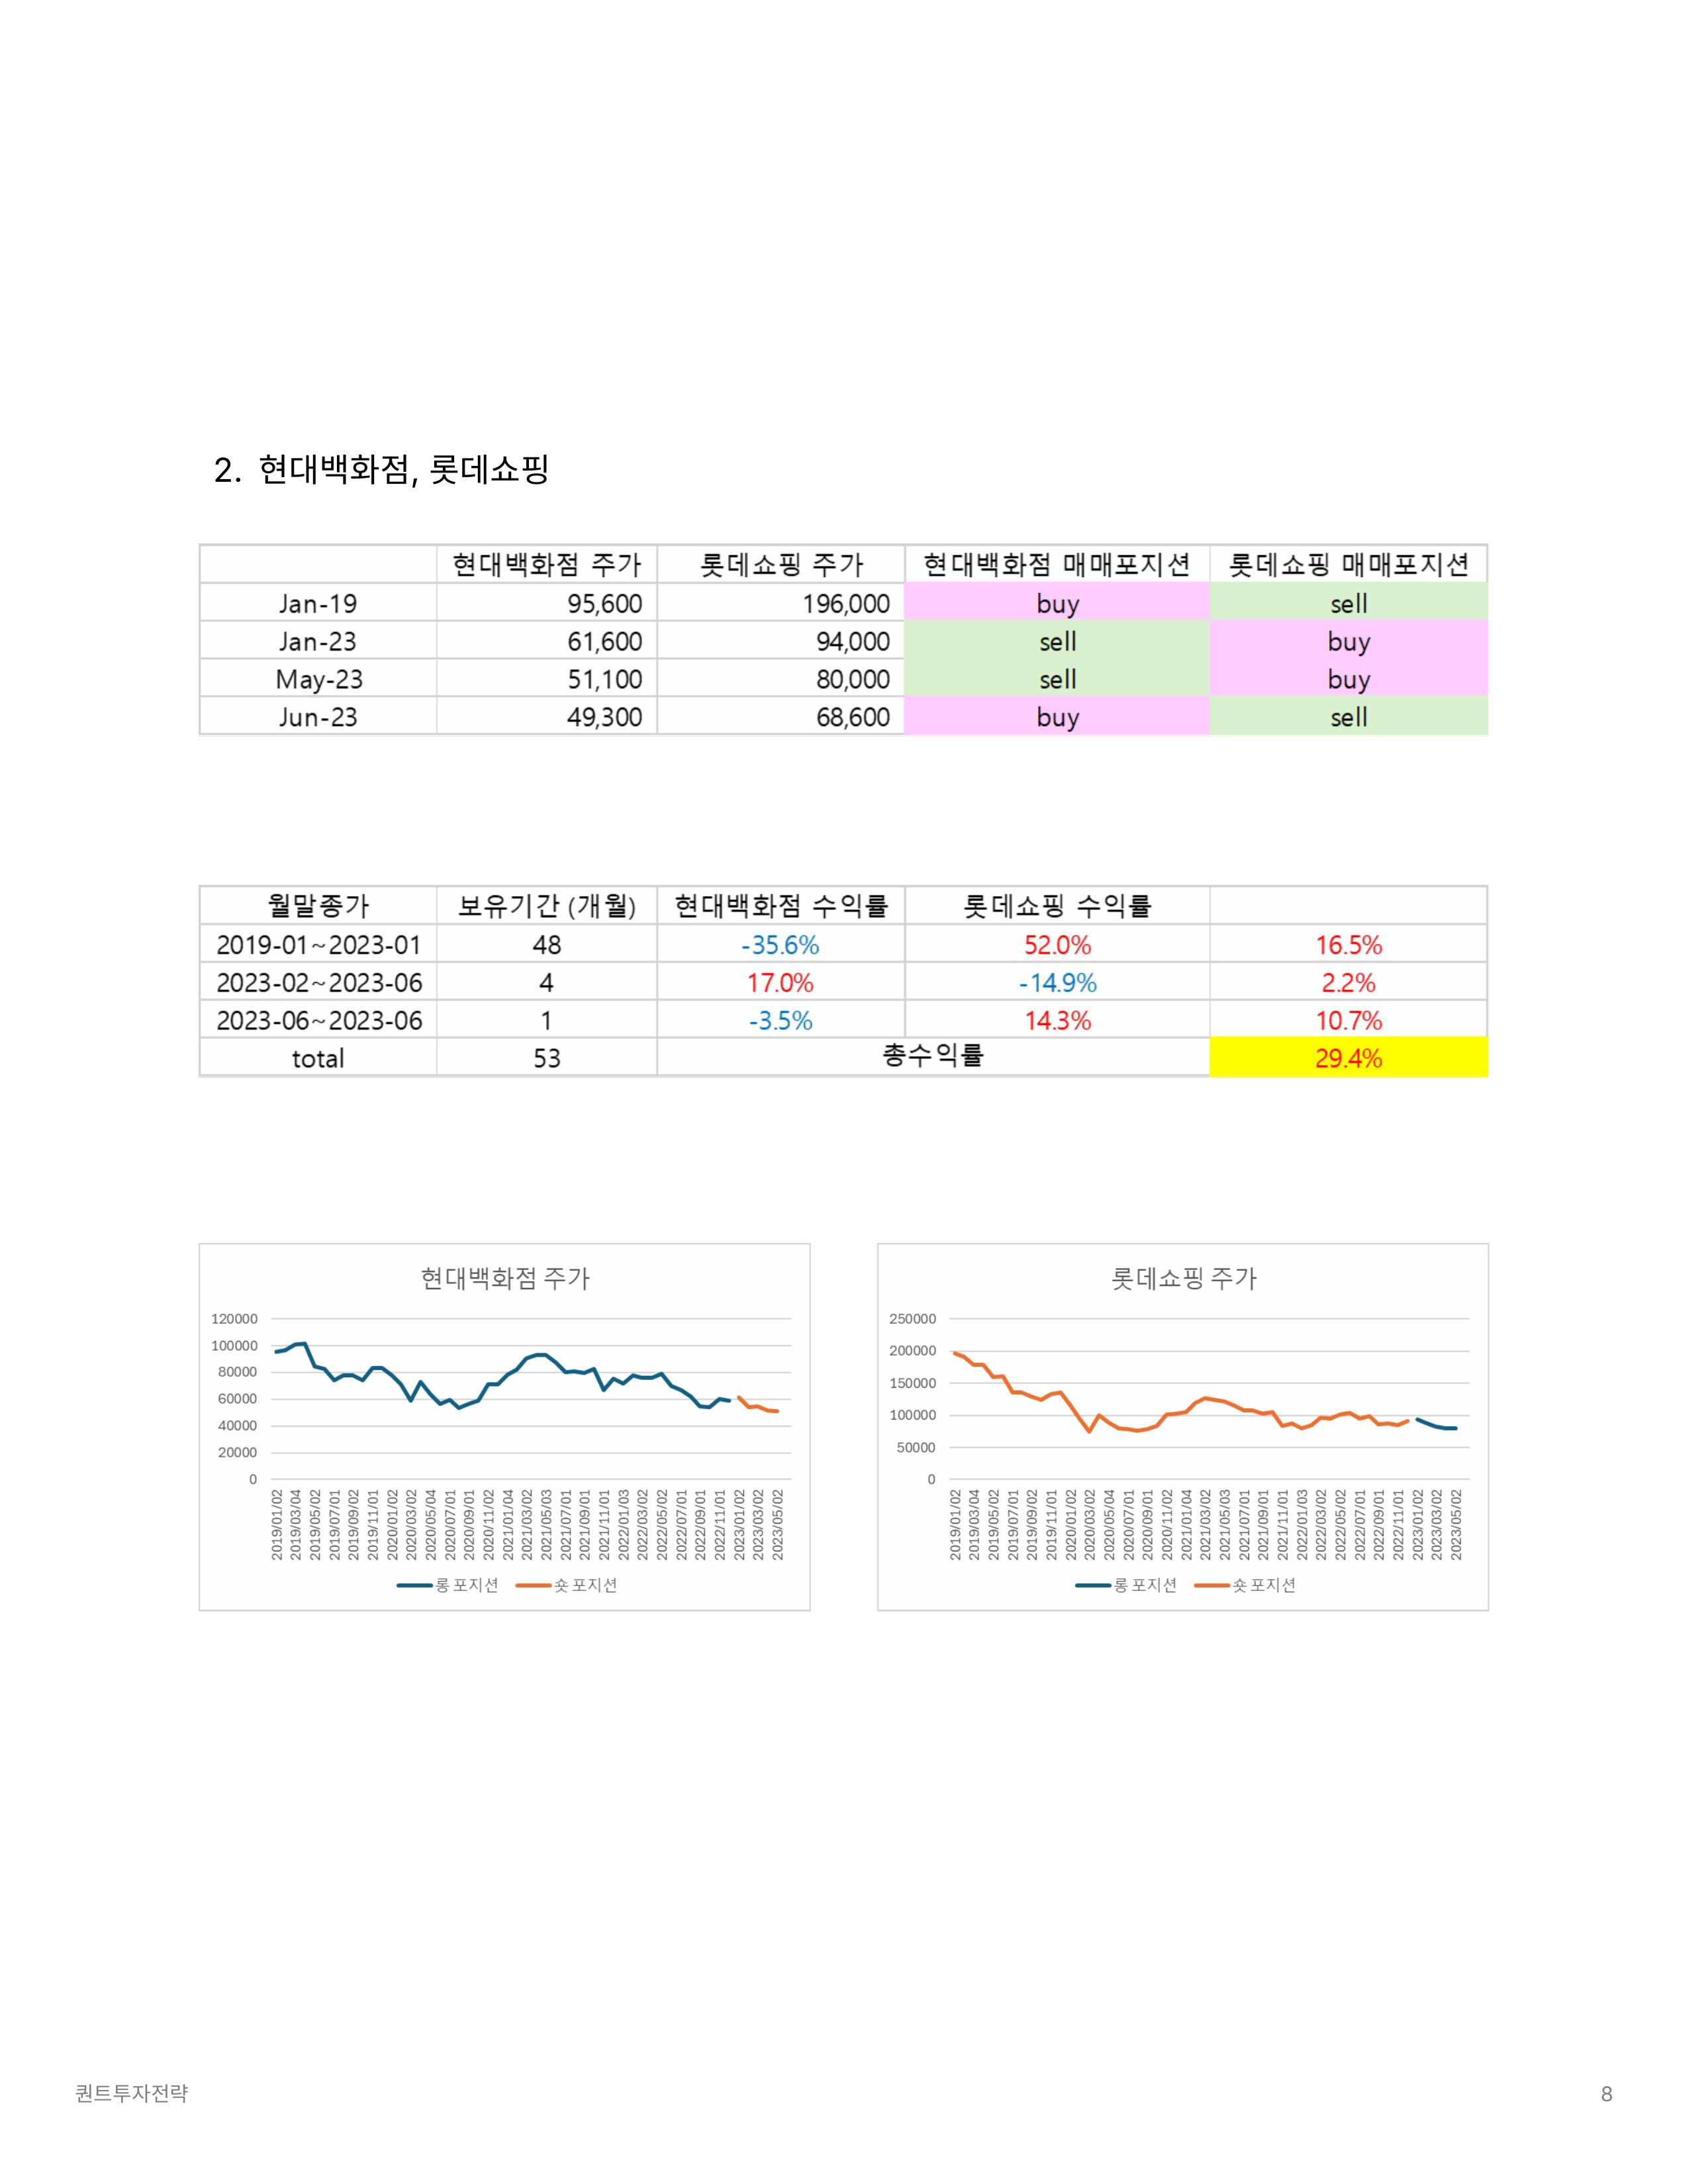 2. 현대백화점, 롯데쇼핑
현대백화점 주가 롯데쇼핑 주가 현대백화점 매매포지션 롯데쇼핑 매매포지션
Jan-19 95,600 196,000 buy sell
Jan-23 61,600 94,000 sell buy
May-23 51,100 80,000 sell buy
Jun-23 49,300 68,600 buy sell
월말종가 보유기간 (개월) 현대백화점 수익률 롯데쇼핑 수익률
2019-01~2023-01 48 -35.6% 52.0% 16.5%
2023-02~2023-06 4 17.0% -14.9% 2.2%
2023-06~2023-06 1 -3.5% 14.3% 10.7%
total 53 총수익률 29.4%
현대백화점 주가
120000
100000
80000
60000
40000
20000
0
2019/01/02 2019/03/04 2019/05/02 2019/07/01 2019/09/02 2019/11/01 2020/01/02 2020/03/02 2020/05/04 2020/07/01 2020/09/01 2020/11/02 2021/01/04 2021/03/02 2021/05/03 2021/07/01 2021/09/01 2021/11/01 2022/01/03 2022/03/02 2022/05/02 2022/07/01 2022/09/01 2022/11/01 2023/01/02 2023/03/02 2023/05/02
롱 포지션 숏 포지션
롯데쇼핑 주가
250000
200000
150000
100000
50000
0
2019/01/02 2019/03/04 2019/05/02 2019/07/01 2019/09/02 2019/11/01 2020/01/02 2020/03/02 2020/05/04 2020/07/01 2020/09/01 2020/11/02 2021/01/04 2021/03/02 2021/05/03 2021/07/01 2021/09/01 2021/11/01 2022/01/03 2022/03/02 2022/05/02 2022/07/01 2022/09/01 2022/11/01 2023/01/02 2023/03/02 2023/05/02
롱 포지션 숏 포지션
퀀트투자전략 8